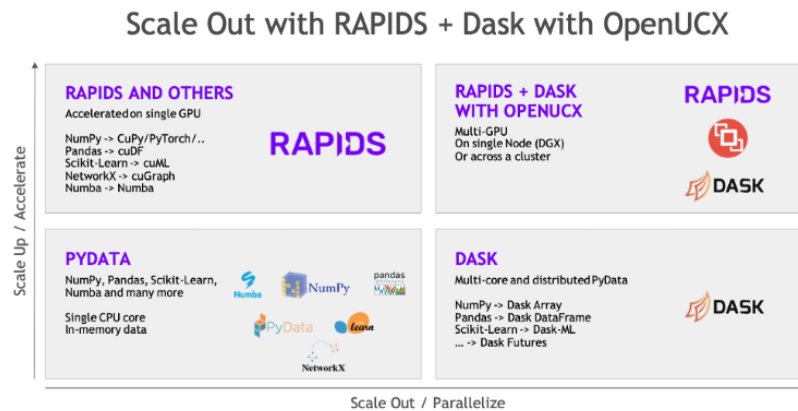 Scale Out with RAPIDS + Dask with OpenUCX
Scale Up / Accelerate
RAPIDS AND OTHERS
Accelerated on single GPU
NumPy -> CuPy/PyTorch/..
Pandas -> cuDF
Scikit-Learn -> cuML
NetworkX -> cuGraph
Numba -> Numba
RAPIDS
RAPIDS + DASK
WITH OPENUCX
Multi-GPU
On single Node (DGX)
Or across a cluster
RAPIDS
DASK
PYDATA
NumPy, Pandas, Scikit-Learn,
Numba and many more
Single CPU core
In-memory data
Numba
NumPy
pandas
PyData
learn
NetworkX
DASK
Multi-core and distributed PyData
NumPy -> Dask Array
Pandas -> Dask DataFrame
Scikit-Learn -> Dask-ML
... -> Dask Futures
DASK
Scale Out / Parallelize